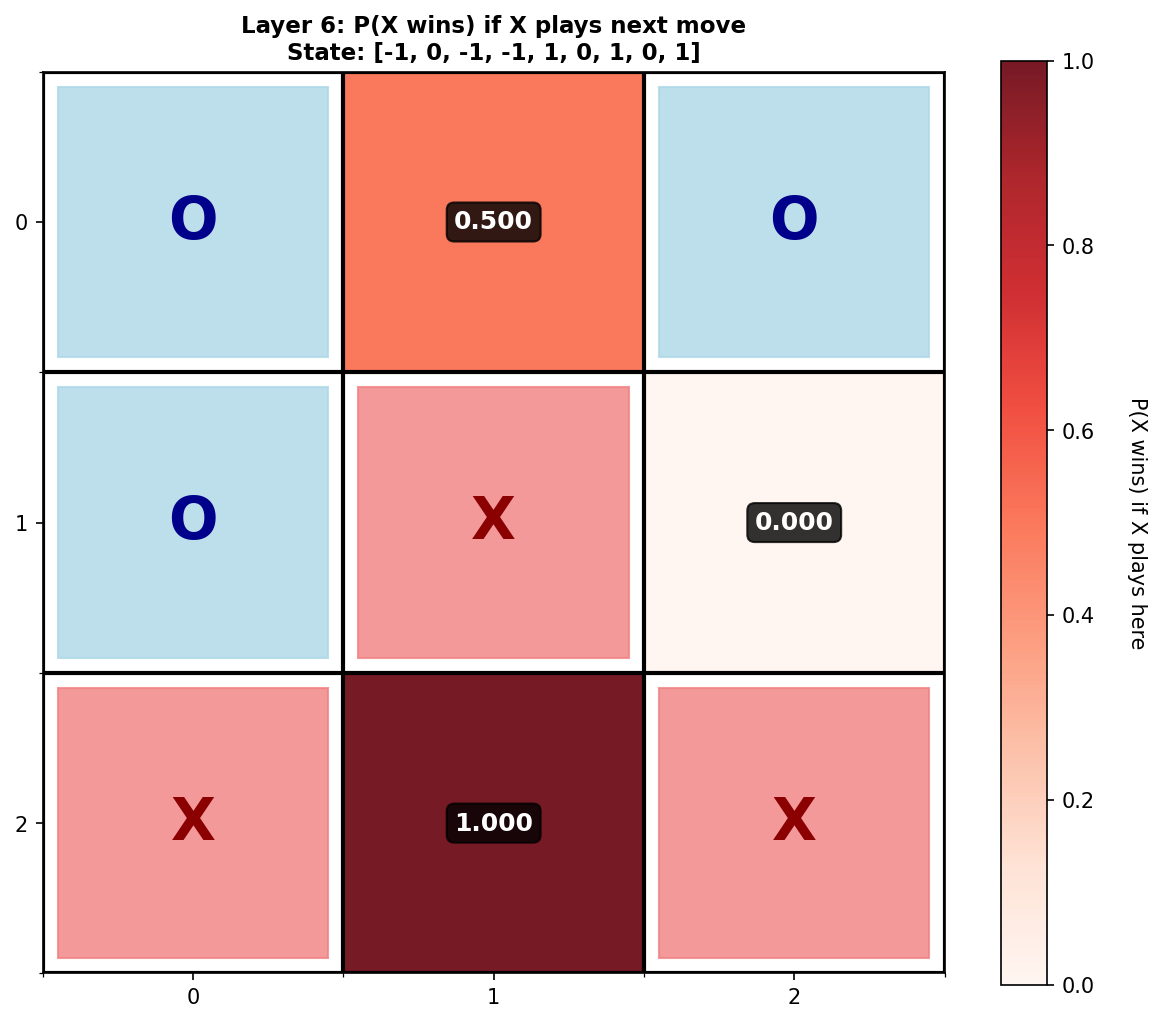 Layer 6: P(X wins) if X plays next move
State: [-1, 0, -1, -1, 1, 0, 1, 0, 1]
0
O
0.500
O
1
O
X
0.000
2
X
1.000
X
0
1
2
1.0
0.8
0.6
0.4
0.2
0.0
P(X wins) if X plays here